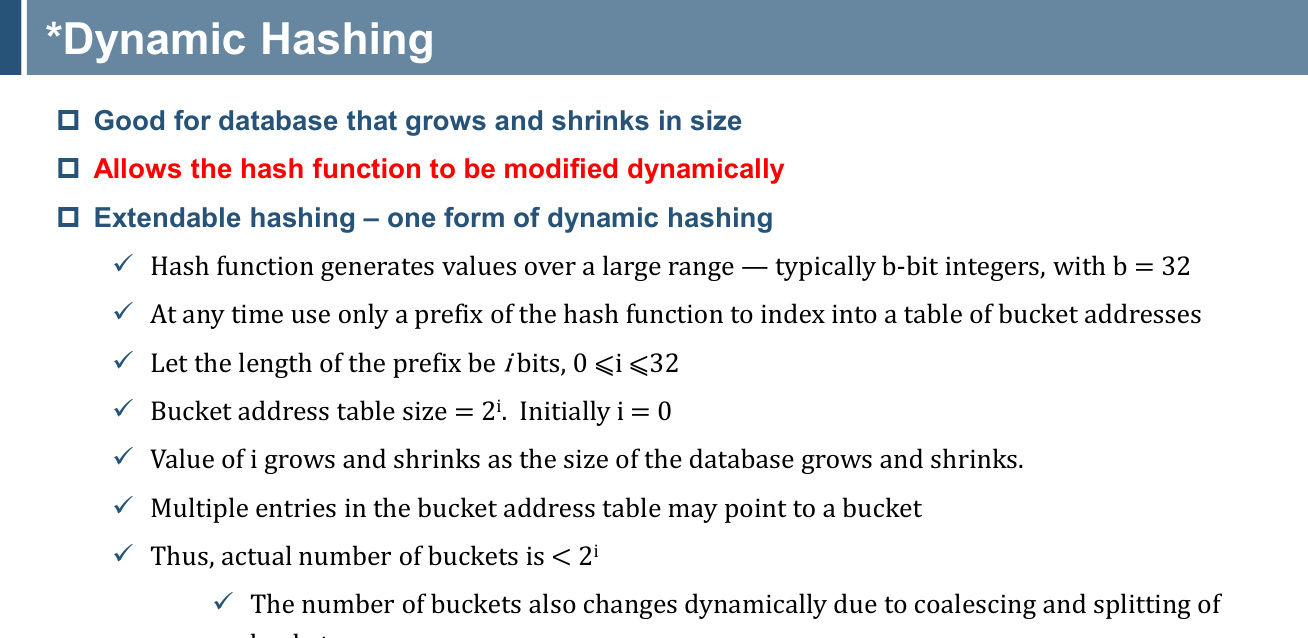 *Dynamic Hashing
Good for database that grows and shrinks in size
Allows the hash function to be modified dynamically
Extendable hashing – one form of dynamic hashing
Hash function generates values over a large range — typically b-bit integers, with b = 32
At any time use only a prefix of the hash function to index into a table of bucket addresses
Let the length of the prefix be i bits, 0 ⩽i ⩽32
Bucket address table size = 2ⁱ. Initially i = 0
Value of i grows and shrinks as the size of the database grows and shrinks.
Multiple entries in the bucket address table may point to a bucket
Thus, actual number of buckets is < 2ⁱ
The number of buckets also changes dynamically due to coalescing and splitting of